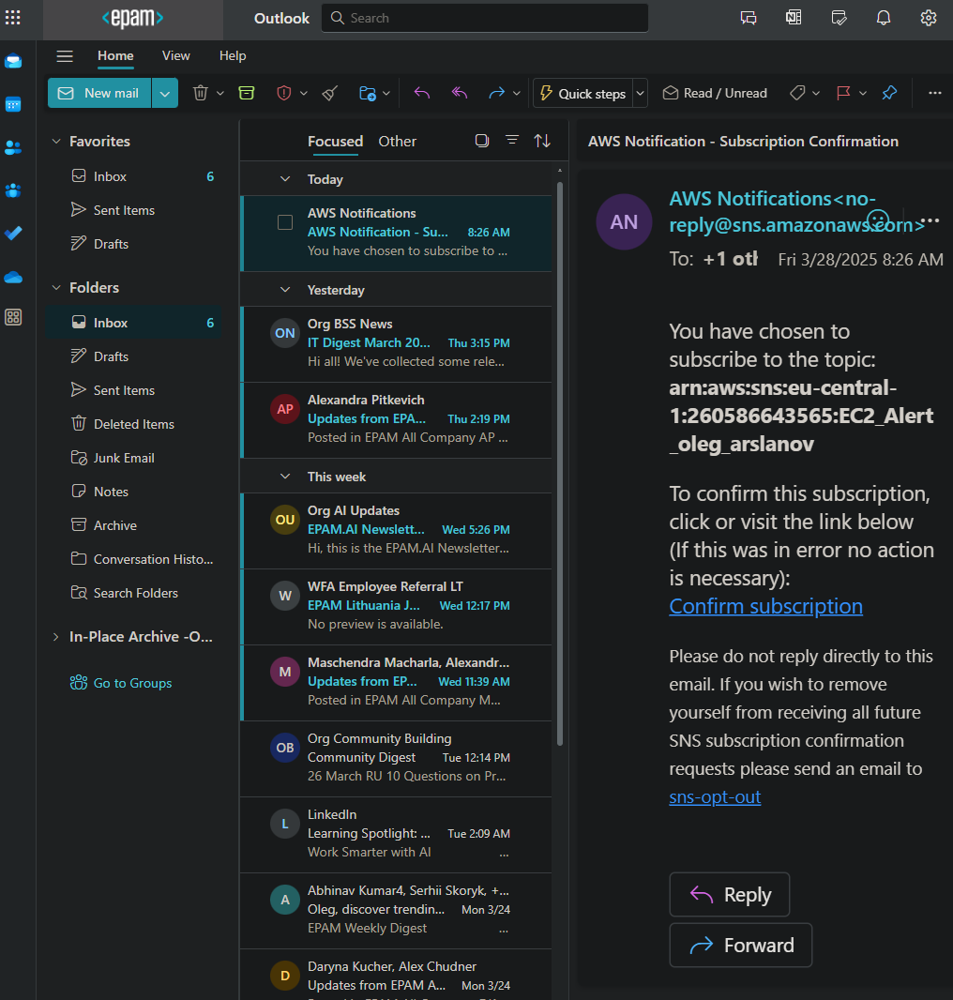 <epam>
Outlook
Search
Home
View
Help
New mail
Quick steps
Read / Unread
Favorites
Inbox 6
Sent Items
Drafts
Folders
Inbox 6
Drafts
Sent Items
Deleted Items
Junk Email
Notes
Archive
Conversation Histo...
Search Folders
In-Place Archive -O...
Go to Groups
Focused Other
Today
AWS Notifications
AWS Notification - Su... 8:26 AM
You have chosen to subscribe to ...
Yesterday
ON
Org BSS News
IT Digest March 20... Thu 3:15 PM
Hi all! We've collected some rele...
AP
Alexandra Pitkevich
Updates from EPA... Thu 2:19 PM
Posted in EPAM All Company AP ...
This week
OU
Org AI Updates
EPAM.AI Newslett... Wed 5:26 PM
Hi, this is the EPAM.AI Newsletter...
W
WFA Employee Referral LT
EPAM Lithuania J... Wed 12:17 PM
No preview is available.
M
Maschendra Macharla, Alexandr...
Updates from EP... Wed 11:39 AM
Posted in EPAM All Company M...
OB
Org Community Building
Community Digest Tue 12:14 PM
26 March RU 10 Questions on Pr...
L
LinkedIn
Learning Spotlight: ... Tue 2:09 AM
Work Smarter with AI ...
A
Abhinav Kumar4, Serhii Skoryk, +...
Oleg, discover trendin... Mon 3/24
EPAM Weekly Digest ...
D
Daryna Kucher, Alex Chudner
Updates from EPAM A... Mon 3/24
AWS Notification - Subscription Confirmation
AN
AWS Notifications<no-
reply@sns.amazonaws.com>
To: +1 oth Fri 3/28/2025 8:26 AM
You have chosen to
subscribe to the topic:
arn:aws:sns:eu-central-
1:260586643565:EC2_Alert
_oleg_arslanov
To confirm this subscription,
click or visit the link below
(If this was in error no action
is necessary):
Confirm subscription
Please do not reply directly to this
email. If you wish to remove
yourself from receiving all future
SNS subscription confirmation
requests please send an email to
sns-opt-out
Reply
Forward